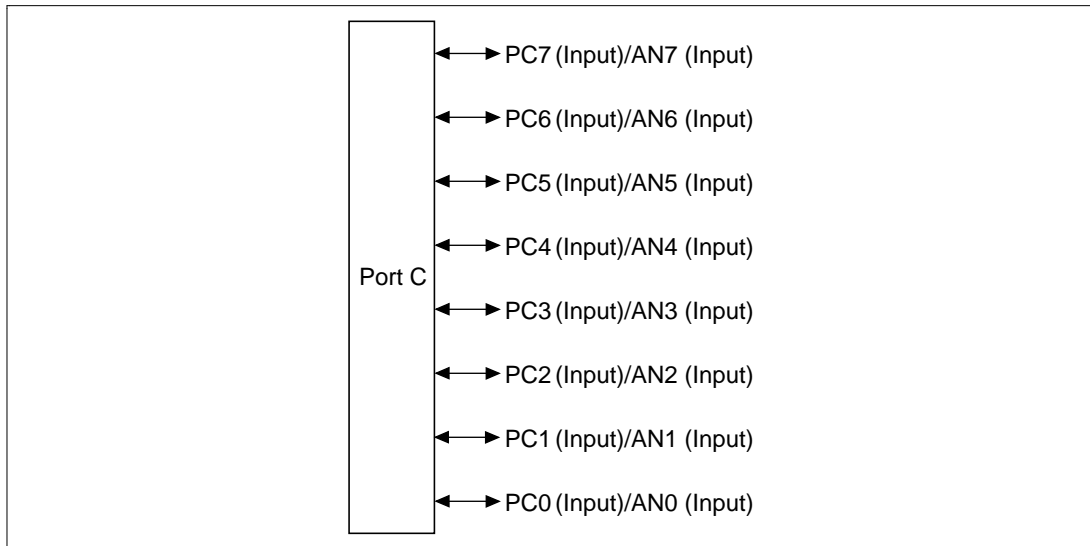 PC7 (Input)/AN7 (Input)
PC6 (Input)/AN6 (Input)
PC5 (Input)/AN5 (Input)
PC4 (Input)/AN4 (Input)
Port C
PC3 (Input)/AN3 (Input)
PC2 (Input)/AN2 (Input)
PC1 (Input)/AN1 (Input)
PC0 (Input)/AN0 (Input)